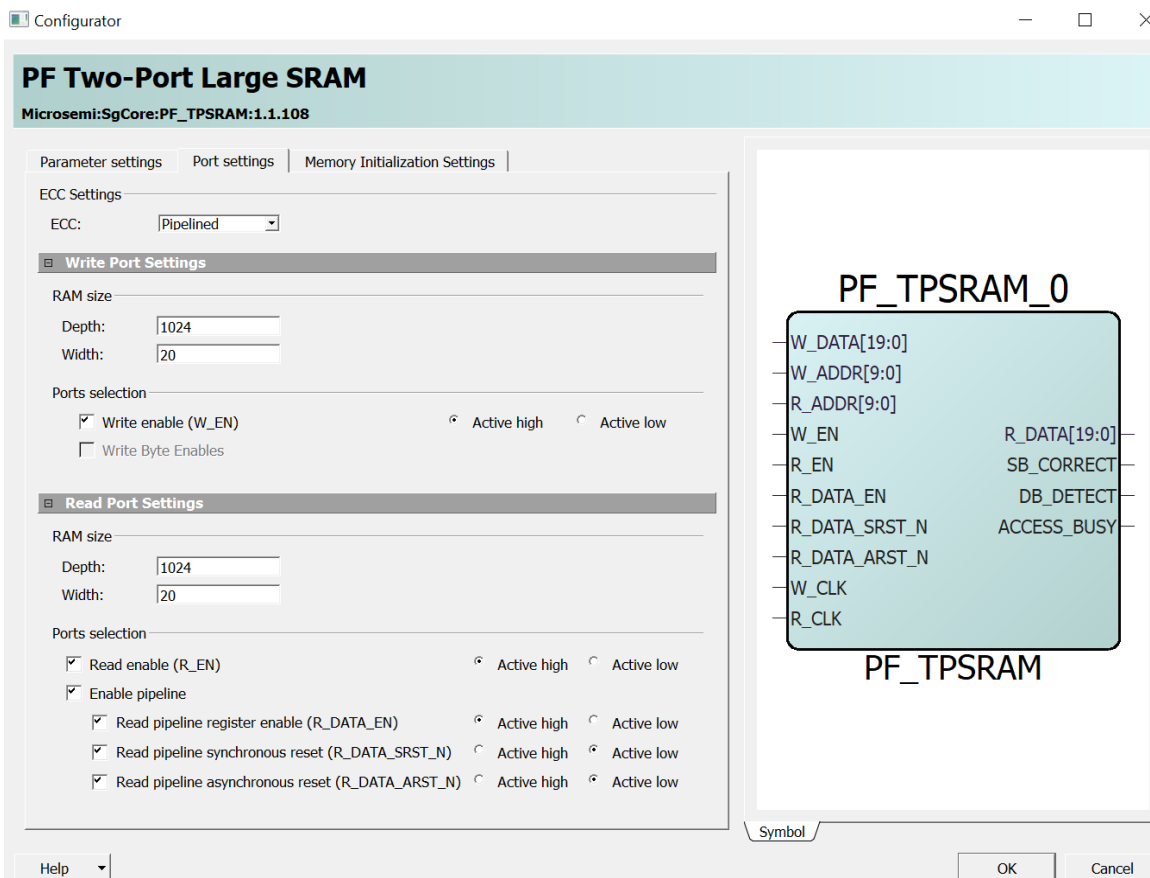 Configurator
PF Two-Port Large SRAM
Microsemi:SgCore:PF_TPSRAM:1.1.108
Parameter settings Port settings Memory Initialization Settings
ECC Settings
ECC: Pipelined
Write Port Settings
RAM size
Depth: 1024
Width: 20
Ports selection
Write enable (W_EN) Active high Active low
Write Byte Enables
Read Port Settings
RAM size
Depth: 1024
Width: 20
Ports selection
Read enable (R_EN) Active high Active low
Enable pipeline
Read pipeline register enable (R_DATA_EN) Active high Active low
Read pipeline synchronous reset (R_DATA_SRST_N) Active high Active low
Read pipeline asynchronous reset (R_DATA_ARST_N) Active high Active low
PF_TPSRAM_0
W_DATA[19:0]
W_ADDR[9:0]
R_ADDR[9:0]
W_EN R_DATA[19:0]
R_EN SB_CORRECT
R_DATA_EN DB_DETECT
R_DATA_SRST_N ACCESS_BUSY
R_DATA_ARST_N
W_CLK
R_CLK
PF_TPSRAM
Symbol
Help OK Cancel